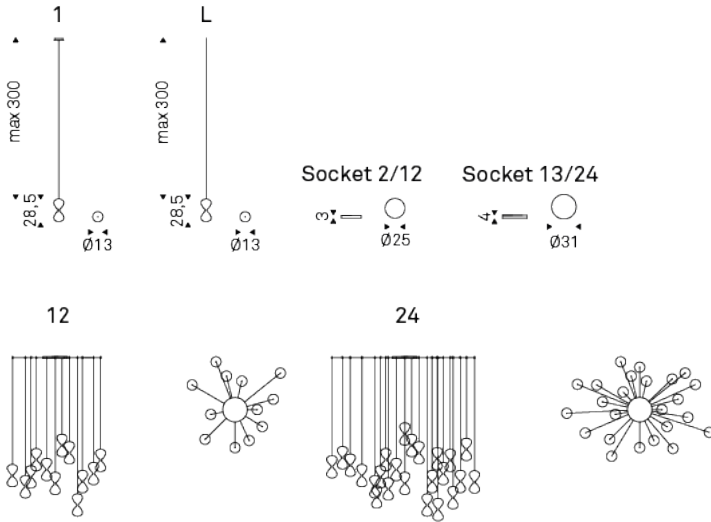 1
L
max 300
28,5
Ø13
max 300
28,5
Ø13
Socket 2/12
3
Ø25
Socket 13/24
4
Ø31
12
24